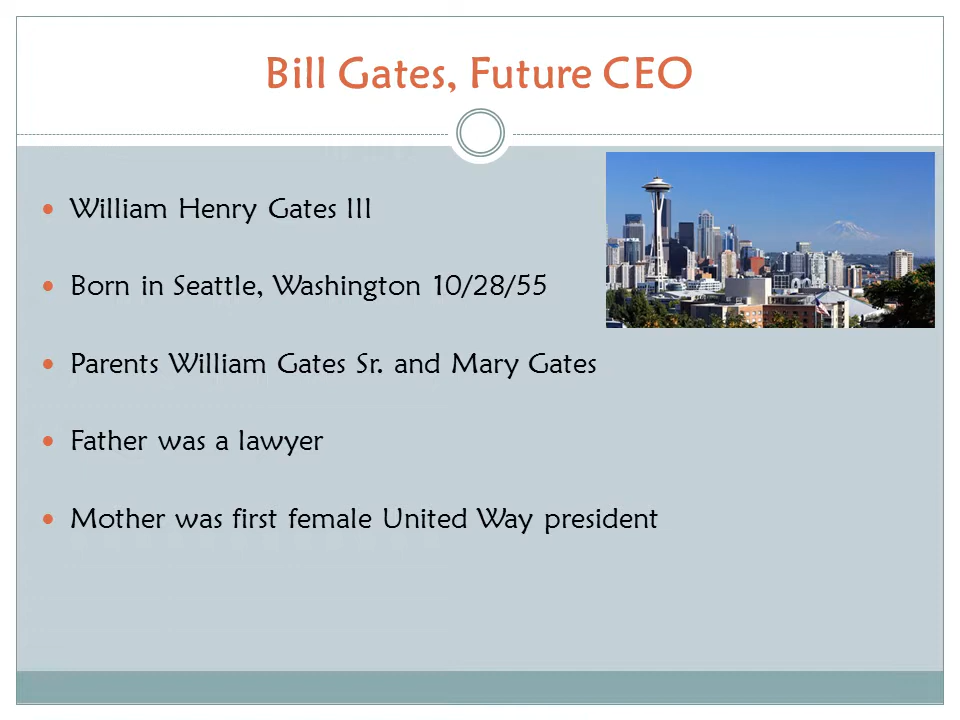 Bill Gates, Future CEO
William Henry Gates III
Born in Seattle, Washington 10/28/55
Parents William Gates Sr. and Mary Gates
Father was a lawyer
Mother was first female United Way president